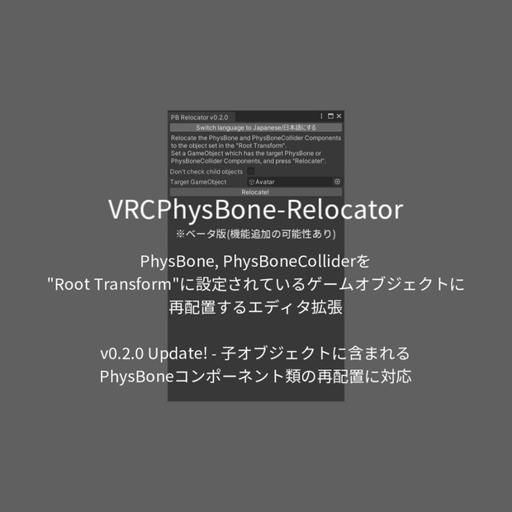 PB Relocator v0.2.0
Switch language to Japanese/日本語にする
Relocate the PhysBone and PhysBoneCollider Components
to the object set in the "Root Transform".
Set a GameObject which has the target PhysBone or
PhysBoneCollider Components, and press "Relocate!".
Don't check child objects
Target GameObject Avatar
Relocate!
VRCPhysBone-Relocator
※ベータ版(機能追加の可能性あり)
PhysBone, PhysBoneColliderを
"Root Transform"に設定されているゲームオブジェクトに
再配置するエディタ拡張
v0.2.0 Update! - 子オブジェクトに含まれる
PhysBoneコンポーネント類の再配置に対応